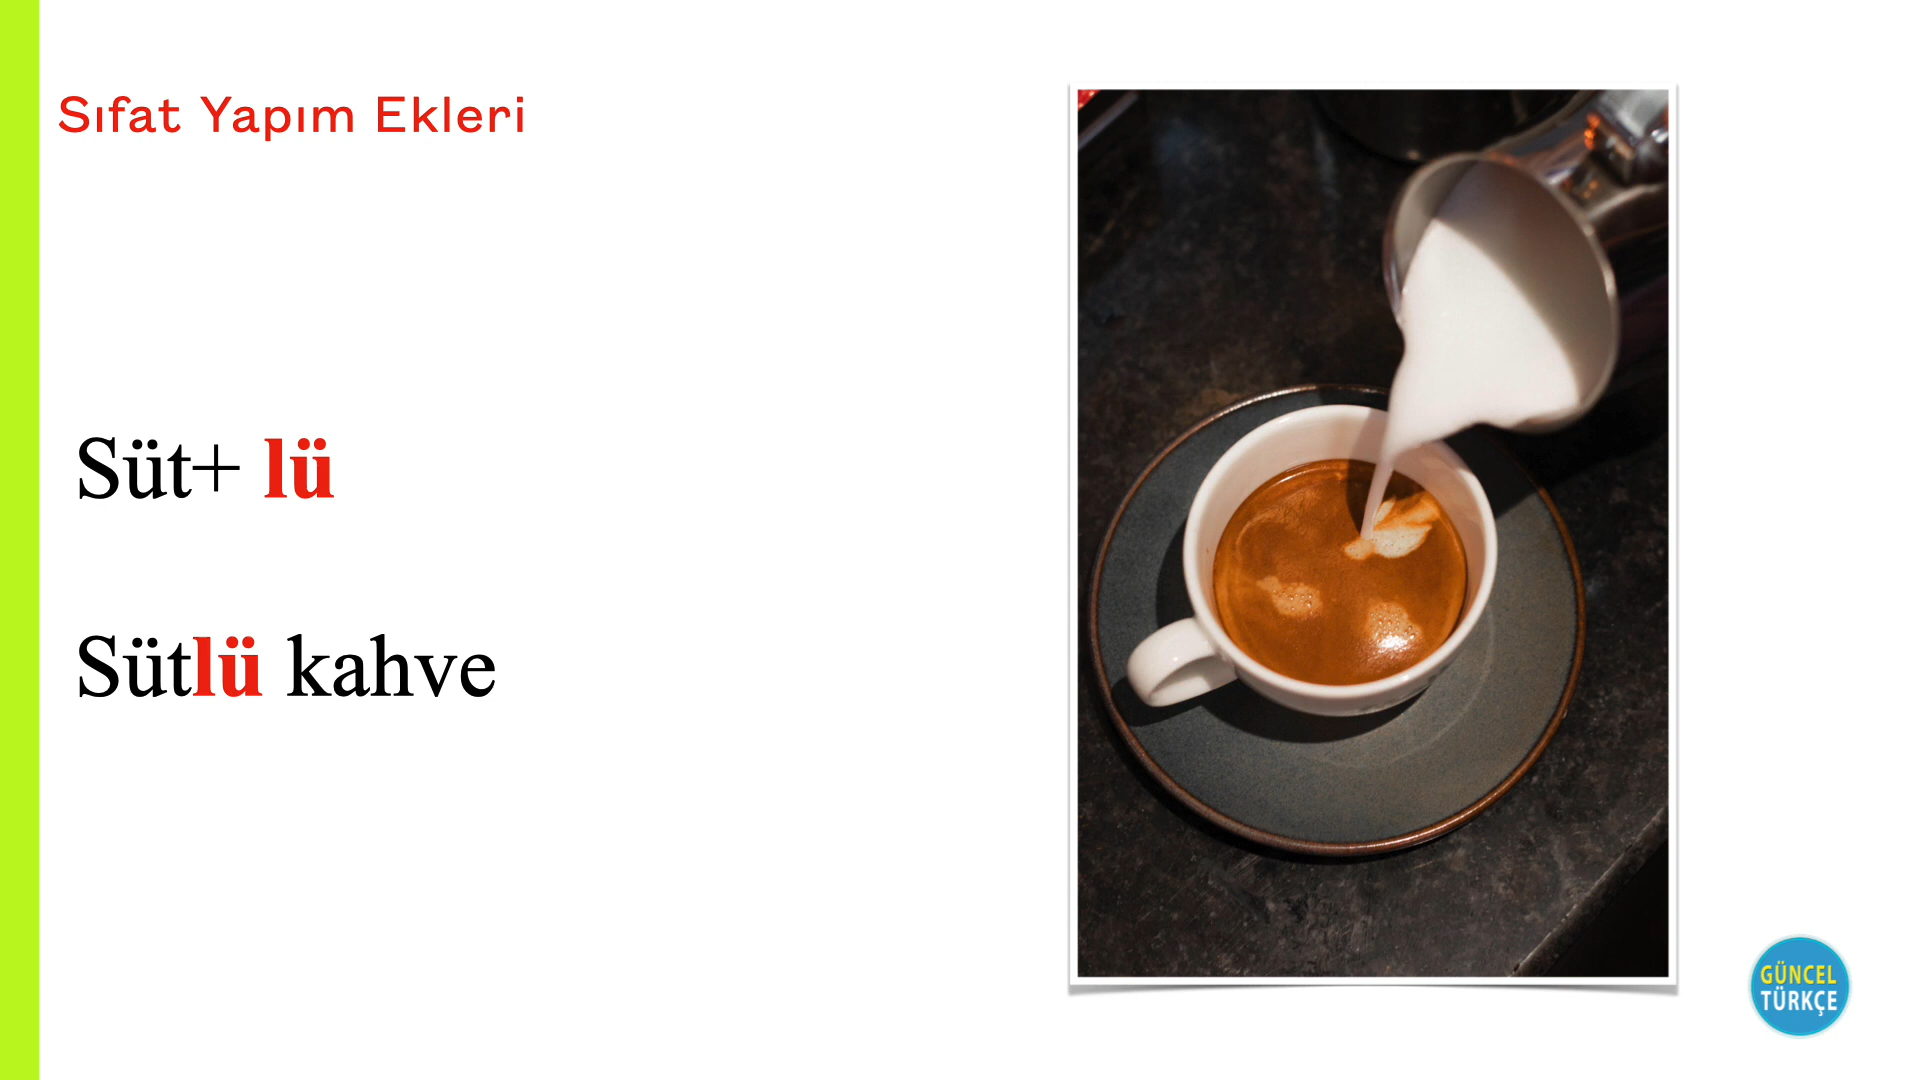 Sıfat Yapım Ekleri
Süt+ lü
Sütlü kahve
GÜNCEL
TÜRKÇE